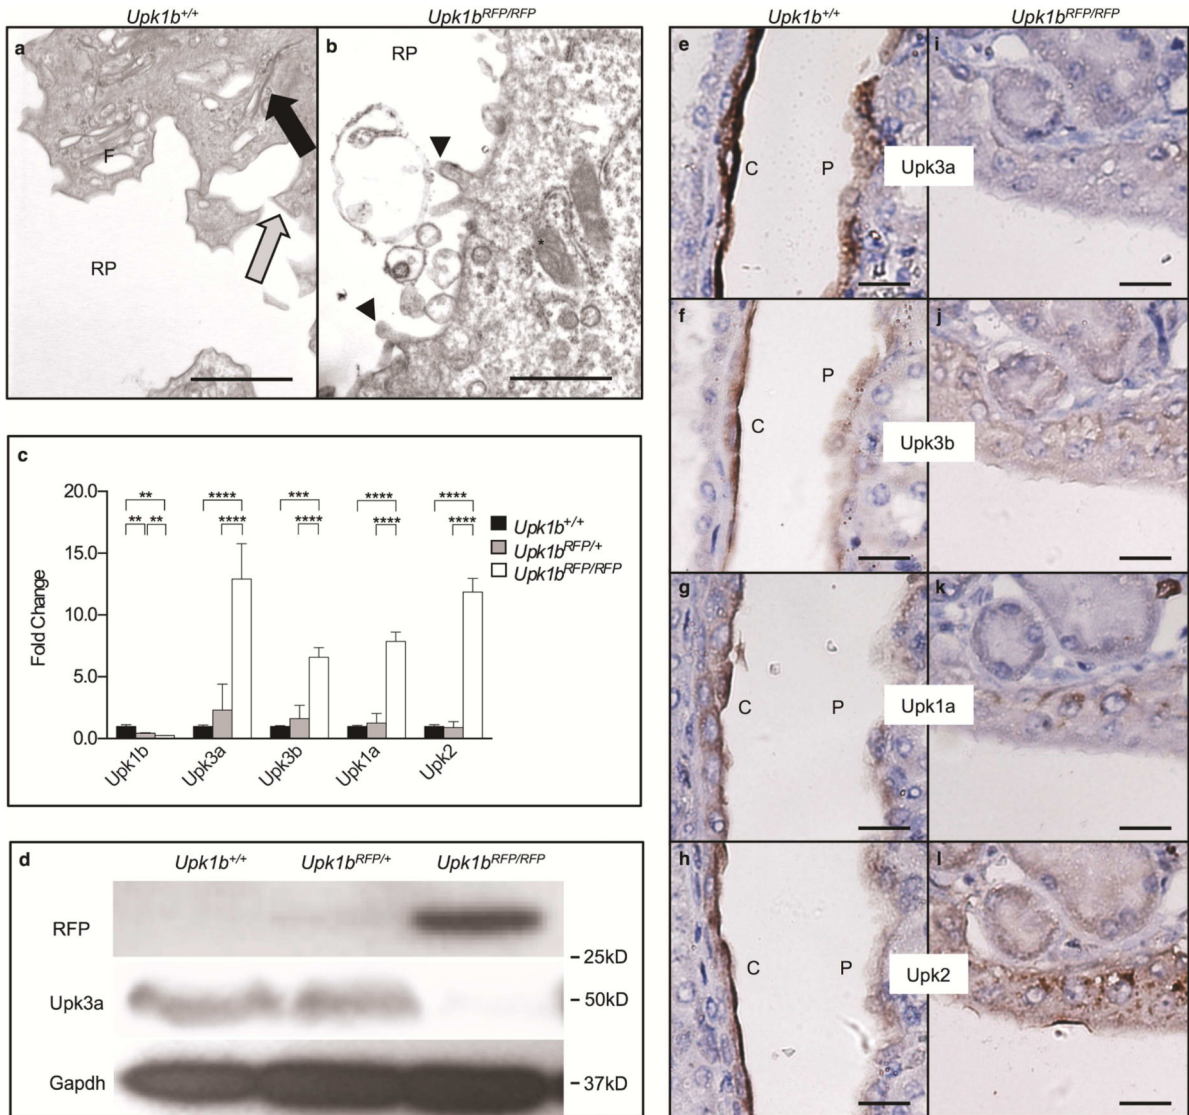 Upk1b+/+
Upk1bRFP/RFP
a
F
RP
b
RP
*
c
Fold Change
20.0
15.0
10.0
5.0
0.0
**
**
**
****
****
***
****
****
****
****
****
Upk1b+/+
Upk1bRFP/+
Upk1bRFP/RFP
Upk1b
Upk3a
Upk3b
Upk1a
Upk2
d
Upk1b+/+
Upk1bRFP/+
Upk1bRFP/RFP
RFP
25kD
Upk3a
50kD
Gapdh
37kD
Upk1b+/+
Upk1bRFP/RFP
e
C
P
Upk3a
i
f
C
P
Upk3b
j
g
C
P
Upk1a
k
h
C
P
Upk2
l